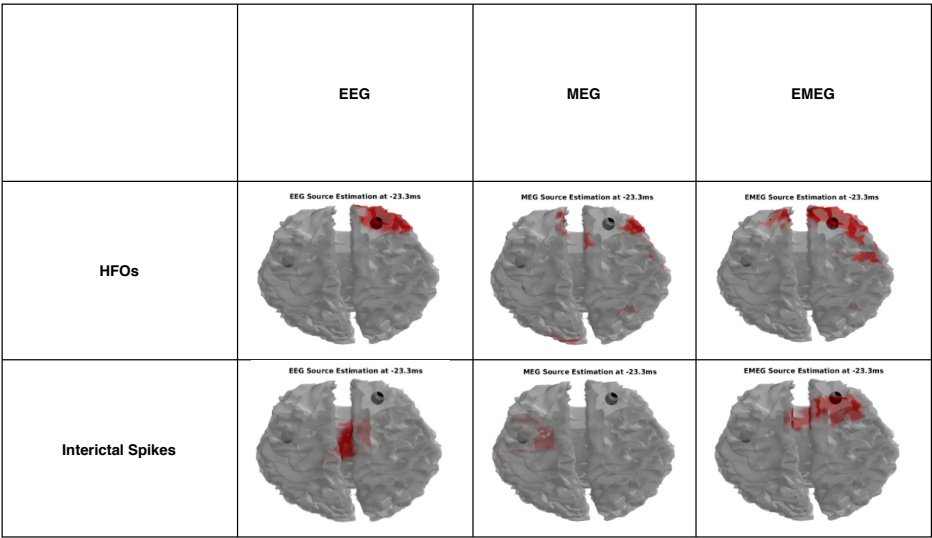 EEG
MEG
EMEG
HFOs
EEG Source Estimation at -23.3ms
MEG Source Estimation at -23.3ms
EMEG Source Estimation at -23.3ms
Interictal Spikes
EEG Source Estimation at -23.3ms
MEG Source Estimation at -23.3ms
EMEG Source Estimation at -23.3ms